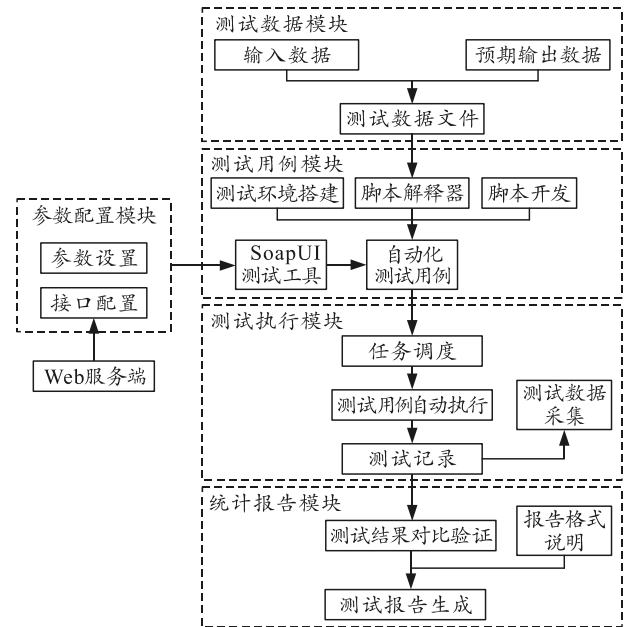 测试数据模块
输入数据
预期输出数据
测试数据文件
测试用例模块
测试环境搭建
脚本解释器
脚本开发
参数配置模块
参数设置
接口配置
Web服务端
SoapUI
测试工具
自动化
测试用例
测试执行模块
任务调度
测试用例自动执行
测试记录
测试数据
采集
统计报告模块
测试结果对比验证
报告格式
说明
测试报告生成